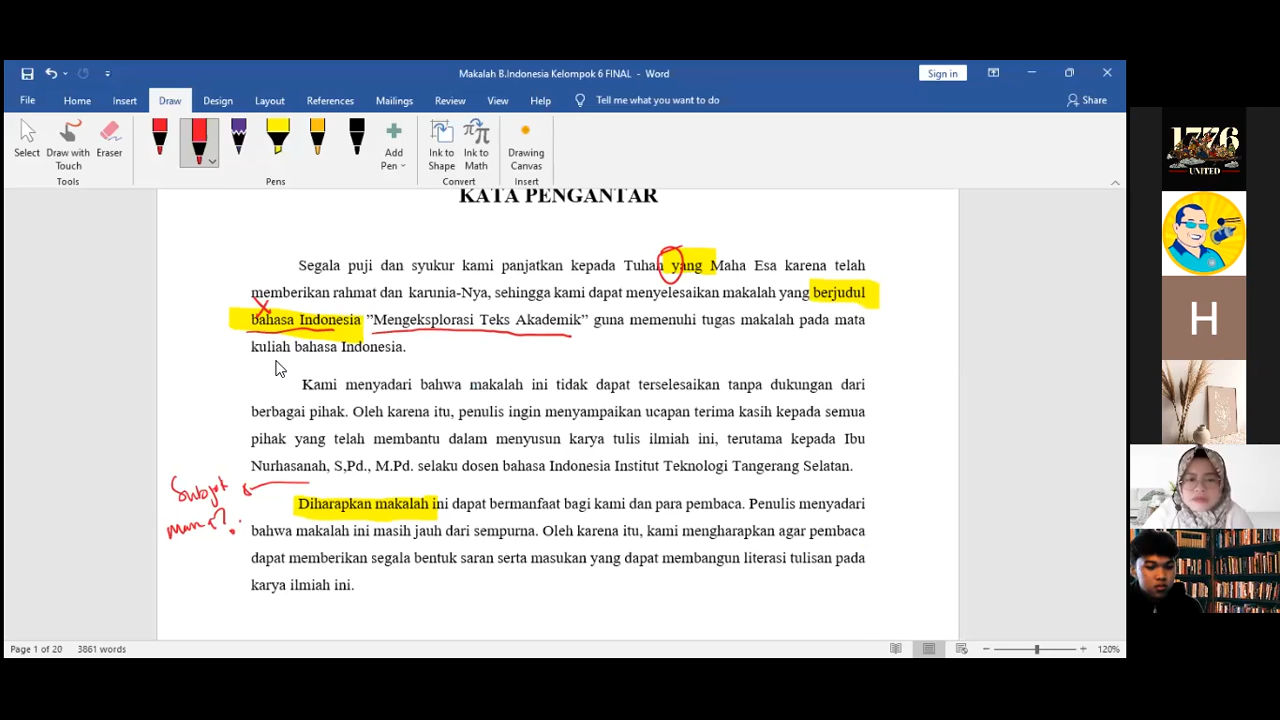 Makalah B.Indonesia Kelompok 6 FINAL - Word
Sign in
File Home Insert Draw Design Layout References Mailings Review View Help Tell me what you want to do Share
Select
Draw with Touch
Eraser
Add Pen
Ink to Shape
Ink to Math
Drawing Canvas
Tools
Pens
Convert
Insert
KATA PENGANTAR
Segala puji dan syukur kami panjatkan kepada Tuhan yang Maha Esa karena telah
memberikan rahmat dan karunia-Nya, sehingga kami dapat menyelesaikan makalah yang berjudul
bahasa Indonesia ”Mengeksplorasi Teks Akademik” guna memenuhi tugas makalah pada mata
kuliah bahasa Indonesia.
Kami menyadari bahwa makalah ini tidak dapat terselesaikan tanpa dukungan dari
berbagai pihak. Oleh karena itu, penulis ingin menyampaikan ucapan terima kasih kepada semua
pihak yang telah membantu dalam menyusun karya tulis ilmiah ini, terutama kepada Ibu
Nurhasanah, S,Pd., M.Pd. selaku dosen bahasa Indonesia Institut Teknologi Tangerang Selatan.
Subjek
mana?
Diharapkan makalah ini dapat bermanfaat bagi kami dan para pembaca. Penulis menyadari
bahwa makalah ini masih jauh dari sempurna. Oleh karena itu, kami mengharapkan agar pembaca
dapat memberikan segala bentuk saran serta masukan yang dapat membangun literasi tulisan pada
karya ilmiah ini.
Page 1 of 20 3861 words
120%
1776
UNITED
H